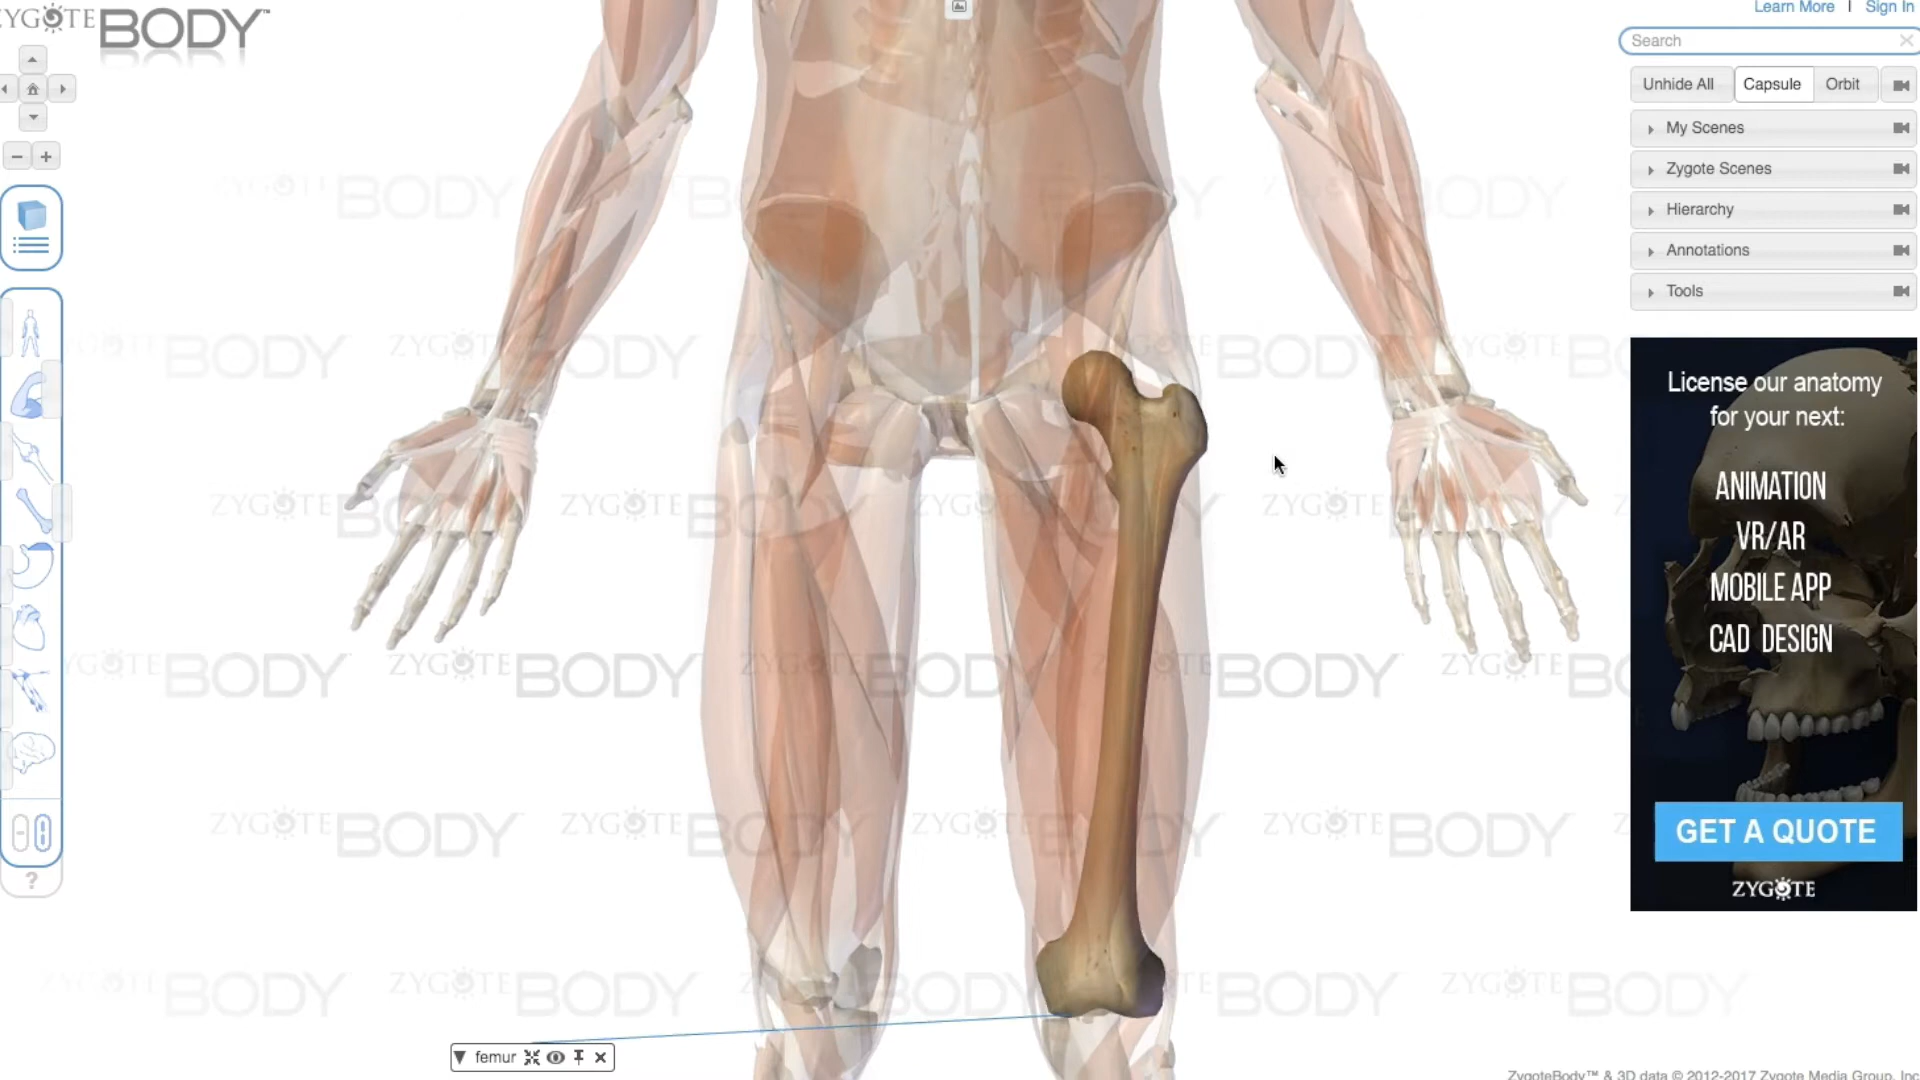 ZYGOTE BODY™
Learn More | Sign In
Search
Unhide All Capsule Orbit
My Scenes
Zygote Scenes
Hierarchy
Annotations
Tools
License our anatomy
for your next:
ANIMATION
VR/AR
MOBILE APP
CAD DESIGN
GET A QUOTE
ZYGOTE
?
femur
ZYGOTE BODY
ZygoteBody™ & 3D data © 2012-2017 Zygote Media Group, Inc